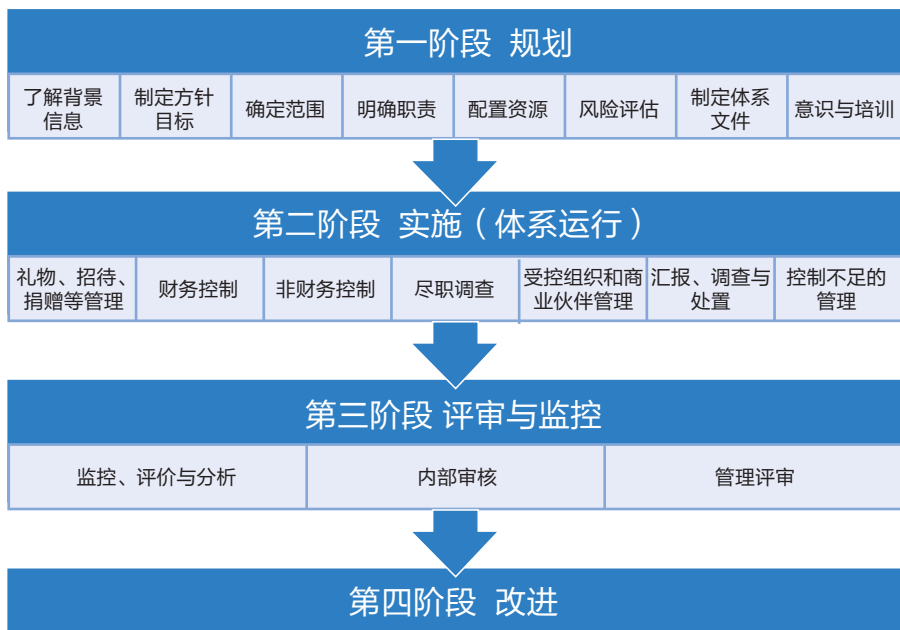 第一阶段 规划
了解背景
信息
制定方针
目标
确定范围
明确职责
配置资源
风险评估
制定体系
文件
意识与培训
第二阶段 实施（体系运行）
礼物、招待、
捐赠等管理
财务控制
非财务控制
尽职调查
受控组织和商
业伙伴管理
汇报、调查与
处置
控制不足的
管理
第三阶段 评审与监控
监控、评价与分析
内部审核
管理评审
第四阶段 改进